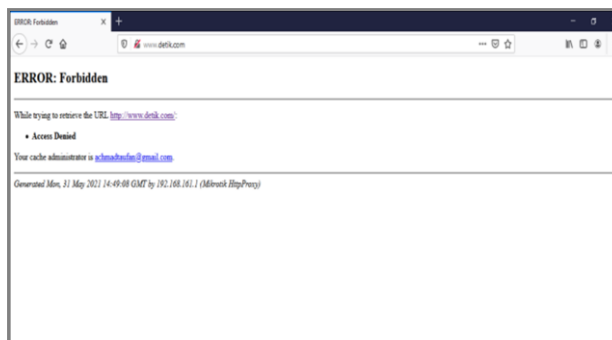 ERROR: Forbidden
www.detik.com
ERROR: Forbidden
While trying to retrieve the URL http://www.detik.com/:
Access Denied
Your cache administrator is achmadtaufan@gmail.com.
Generated Mon, 31 May 2021 14:49:08 GMT by 192.168.161.1 (Mikrotik HttpProxy)